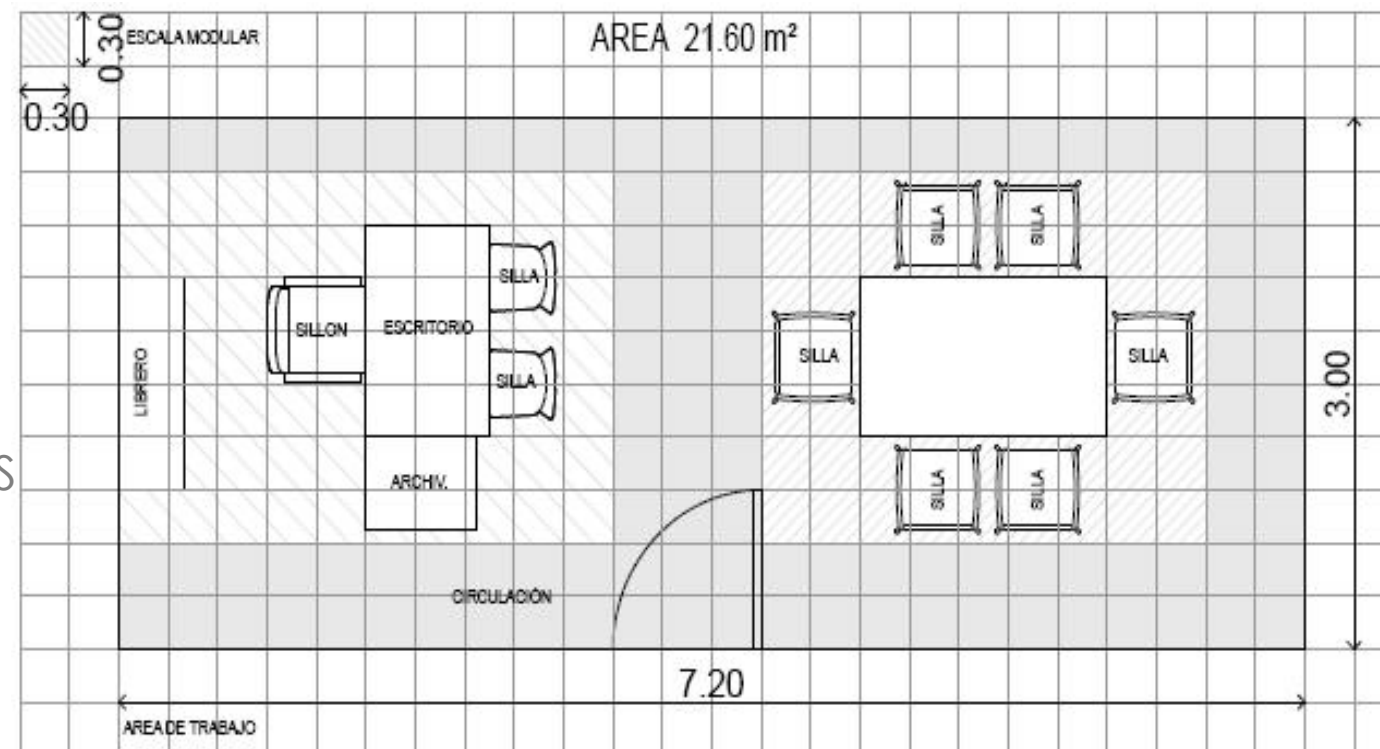 AREA 21.60 m²
0.30
ESCALA MODULAR
0.30
SILLA
SILLA
SILLA
SILLON
ESCRITORIO
SILLA
SILLA
LIBRERO
SILLA
3.00
ARCHIV.
SILLA
SILLA
S
CIRCULACIÓN
7.20
AREA DE TRABAJO